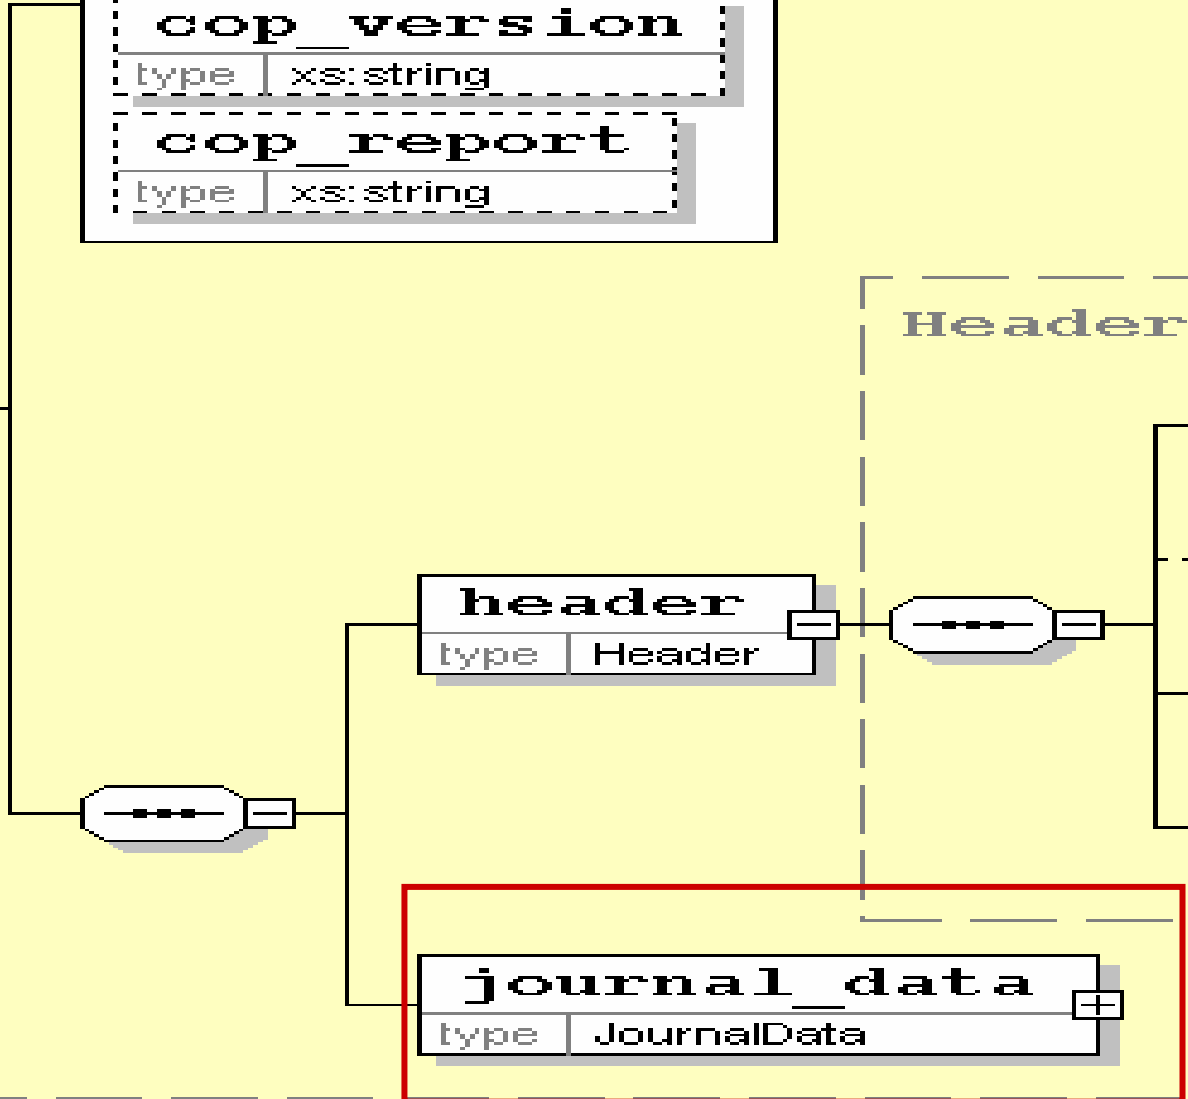 cop_version
type xs:string
cop_report
type xs:string
Header
header
type Header
journal_data
type JournalData